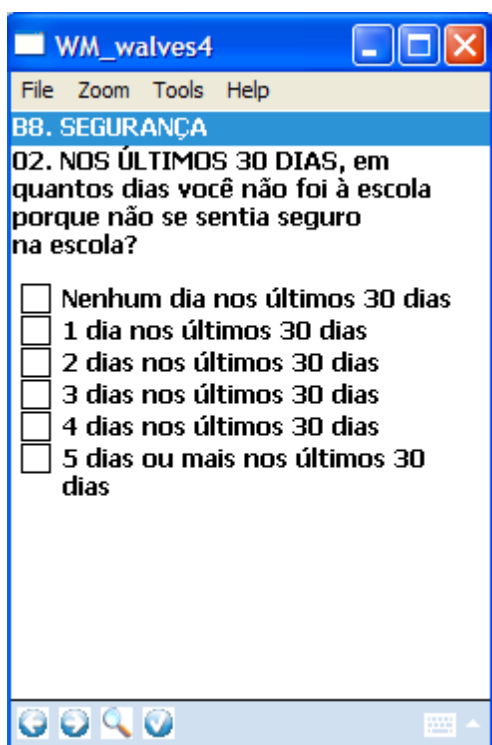 WM_walves4
File Zoom Tools Help
B8. SEGURANÇA
02. NOS ÚLTIMOS 30 DIAS, em
quantos dias você não foi à escola
porque não se sentia seguro
na escola?
Nenhum dia nos últimos 30 dias
1 dia nos últimos 30 dias
2 dias nos últimos 30 dias
3 dias nos últimos 30 dias
4 dias nos últimos 30 dias
5 dias ou mais nos últimos 30
dias